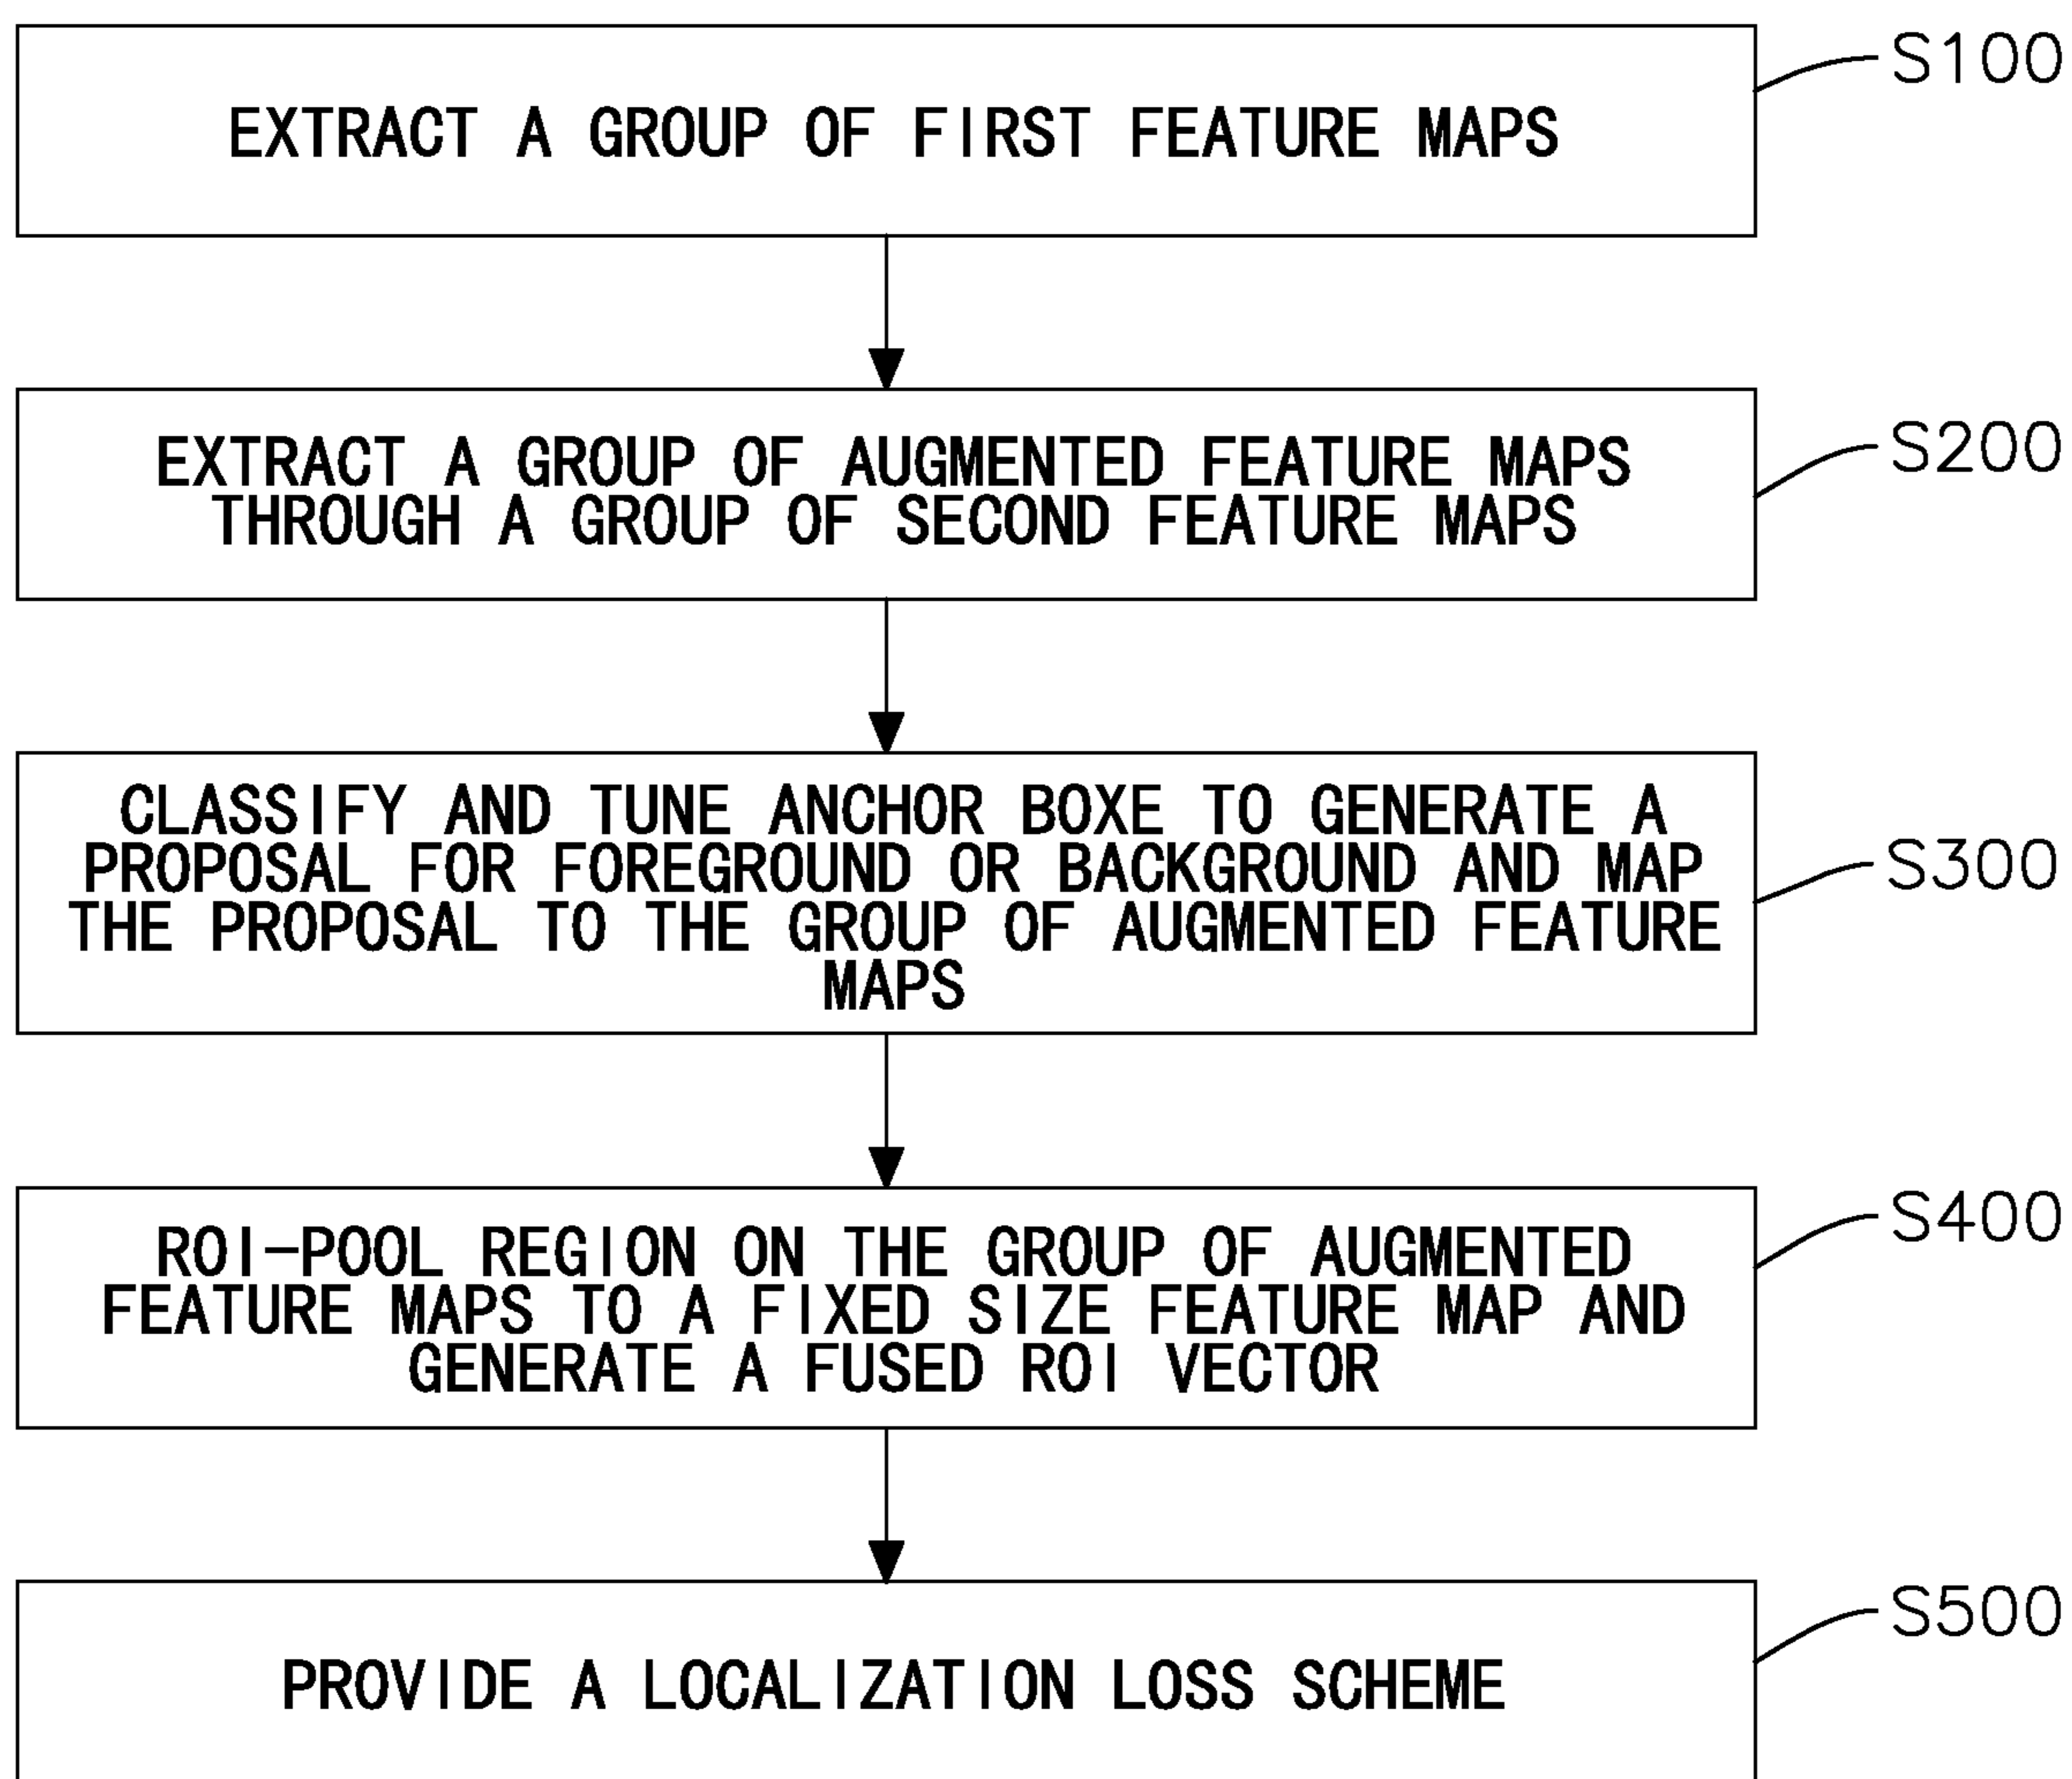 EXTRACT A GROUP OF FIRST FEATURE MAPS
S100
EXTRACT A GROUP OF AUGMENTED FEATURE MAPS
THROUGH A GROUP OF SECOND FEATURE MAPS
S200
CLASSIFY AND TUNE ANCHOR BOXE TO GENERATE A
PROPOSAL FOR FOREGROUND OR BACKGROUND AND MAP
THE PROPOSAL TO THE GROUP OF AUGMENTED FEATURE
MAPS
S300
ROI-POOL REGION ON THE GROUP OF AUGMENTED
FEATURE MAPS TO A FIXED SIZE FEATURE MAP AND
GENERATE A FUSED ROI VECTOR
S400
PROVIDE A LOCALIZATION LOSS SCHEME
S500